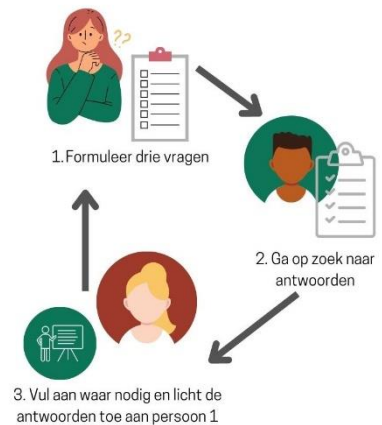 ??
1. Formuleer drie vragen
2. Ga op zoek naar
antwoorden
3. Vul aan waar nodig en licht de
antwoorden toe aan persoon 1